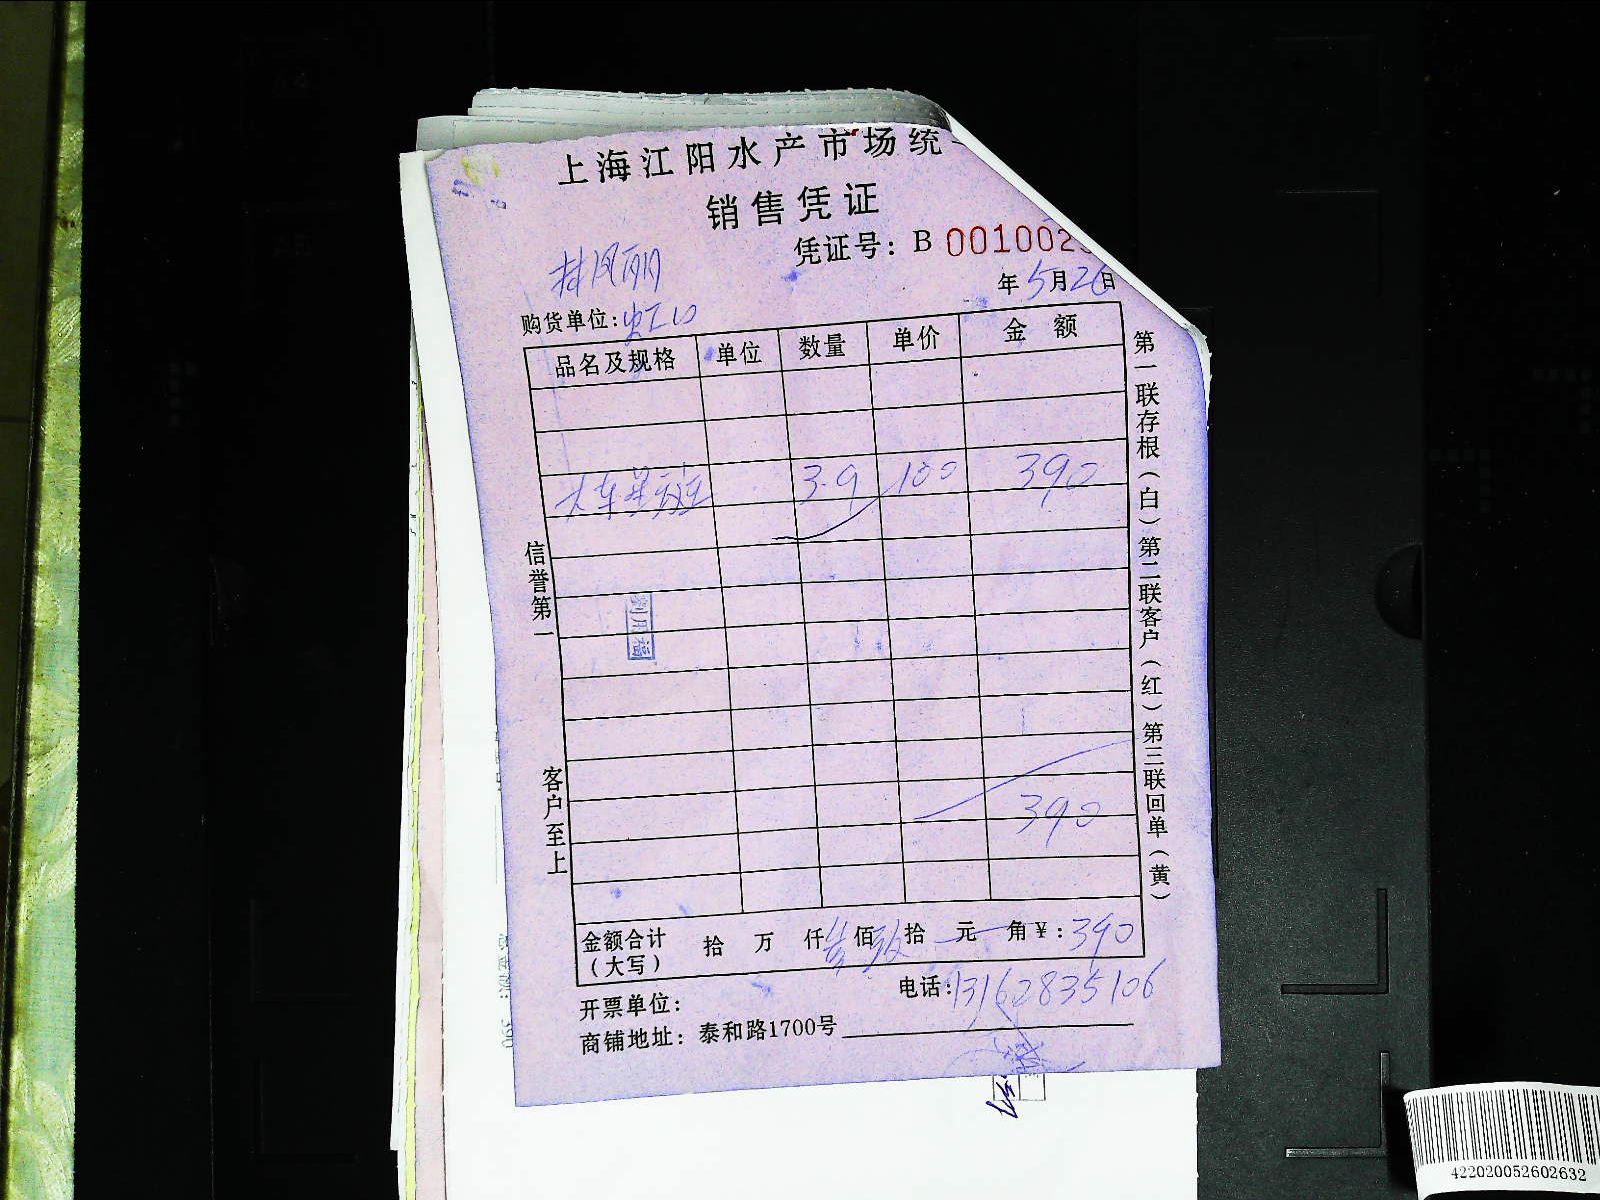 上海江阳水产市场统一
销售凭证
凭证号：B 001002
林凤丽
年5月26日
购货单位：虹口
品名及规格 单位 数量 单价 金额
3.9 100 390
390
金额合计（大写） 拾 万 仟 佰 拾 元 角 ￥：390
开票单位：
电话：13162835106
商铺地址：泰和路1700号
信誉第一
客户至上
第一联存根（白）第二联客户（红）第三联回单（黄）
422020052602632